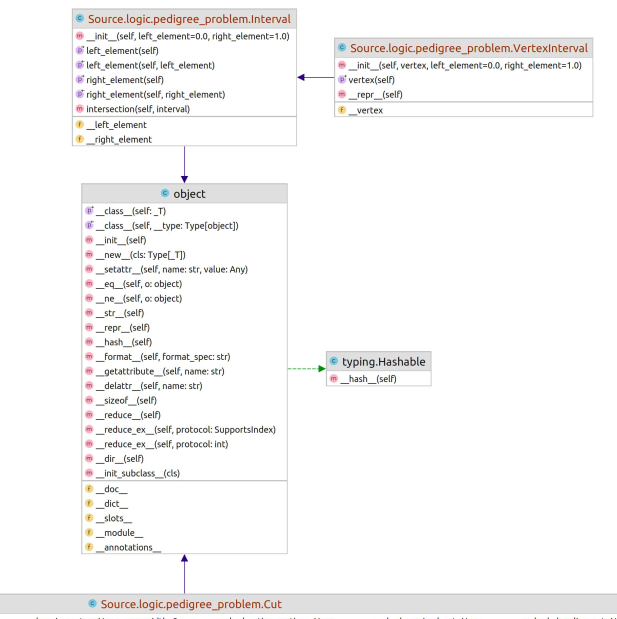 Source.logic.pedigree_problem.Interval
__init__(self, left_element=0.0, right_element=1.0)
left_element(self)
left_element(self, left_element)
right_element(self)
right_element(self, right_element)
intersection(self, interval)
__left_element
__right_element
Source.logic.pedigree_problem.VertexInterval
__init__(self, vertex, left_element=0.0, right_element=1.0)
vertex(self)
__repr__(self)
__vertex
object
__class__(self: _T)
__class__(self, __type: Type[object])
__init__(self)
__new__(cls: Type[_T])
__setattr__(self, name: str, value: Any)
__eq__(self, o: object)
__ne__(self, o: object)
__str__(self)
__repr__(self)
__hash__(self)
__format__(self, format_spec: str)
__getattribute__(self, name: str)
__delattr__(self, name: str)
__sizeof__(self)
__reduce__(self)
__reduce_ex__(self, protocol: SupportsIndex)
__reduce_ex__(self, protocol: int)
__dir__(self)
__init_subclass__(cls)
__doc__
__dict__
__slots__
__module__
__annotations__
typing.Hashable
__hash__(self)
Source.logic.pedigree_problem.Cut